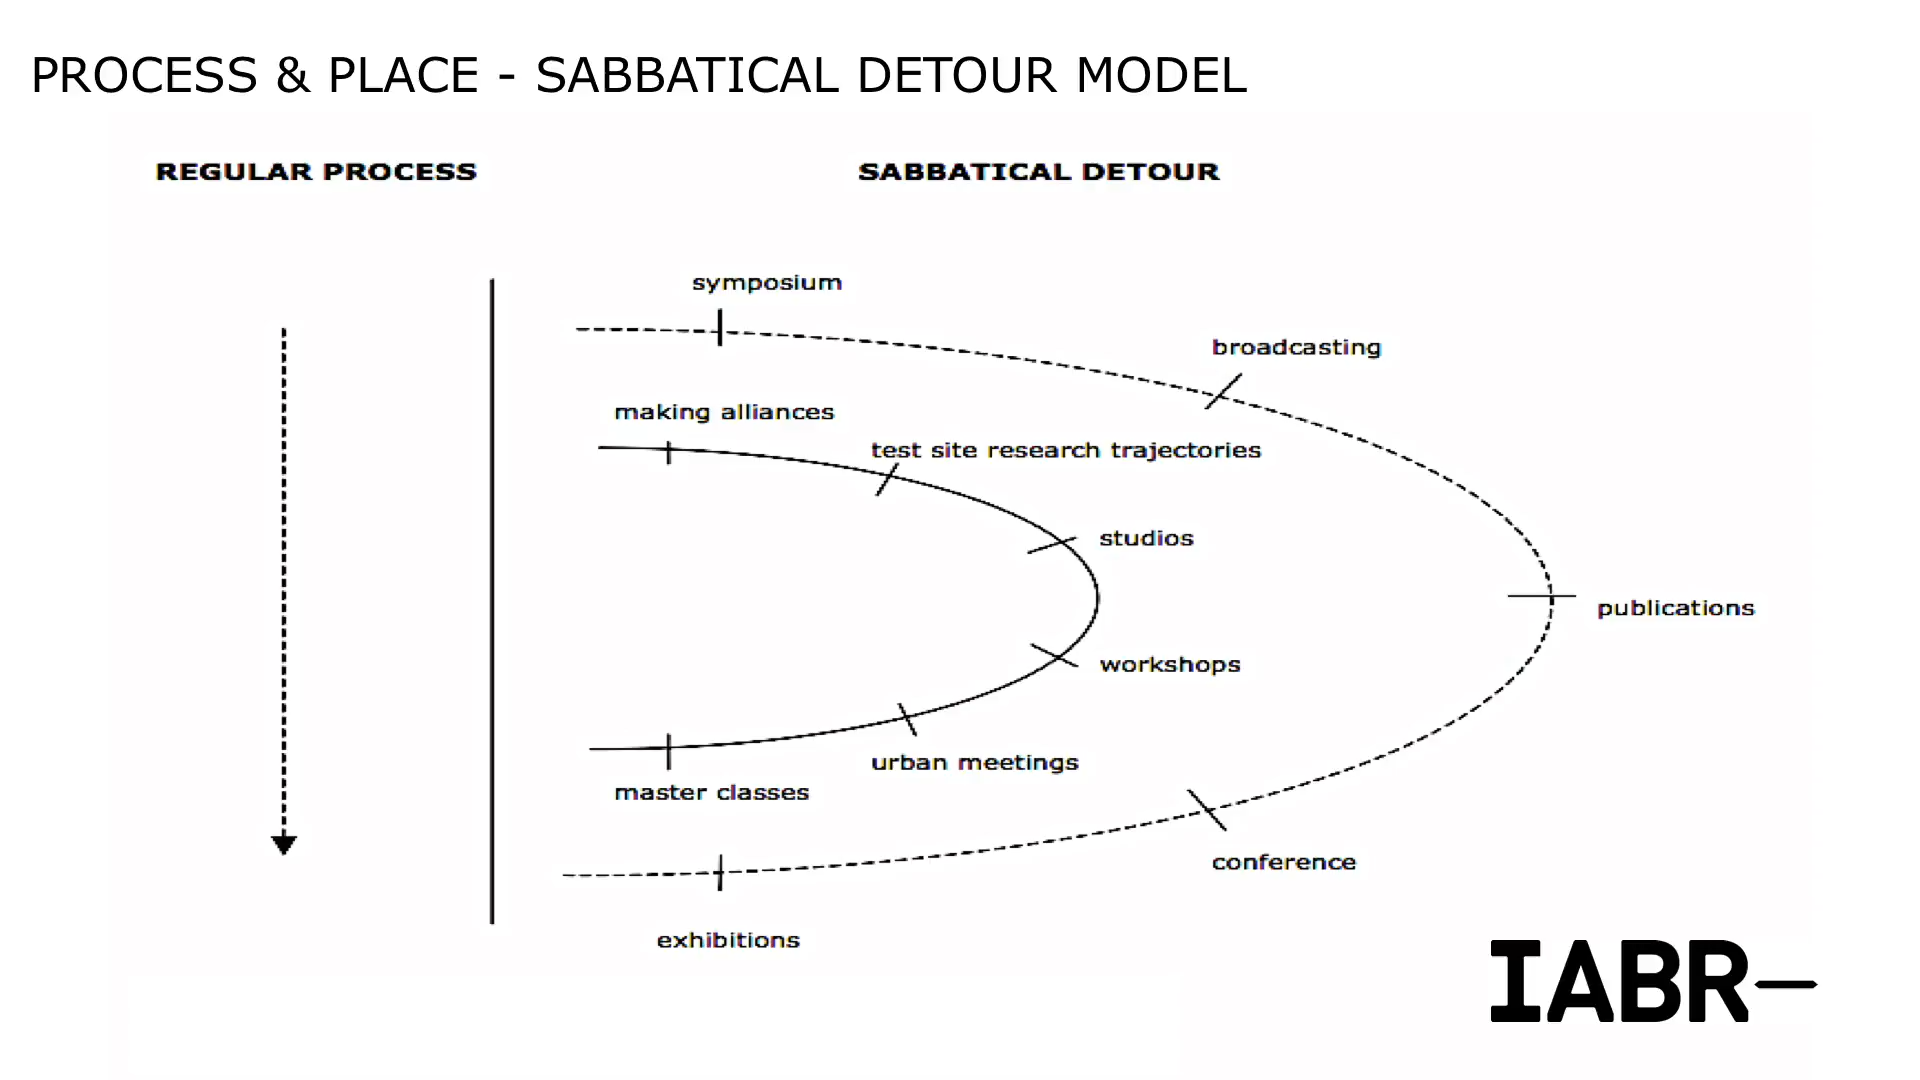 PROCESS & PLACE - SABBATICAL DETOUR MODEL
REGULAR PROCESS
SABBATICAL DETOUR
symposium
broadcasting
making alliances
test site research trajectories
studios
publications
workshops
urban meetings
master classes
conference
exhibitions
IABR—